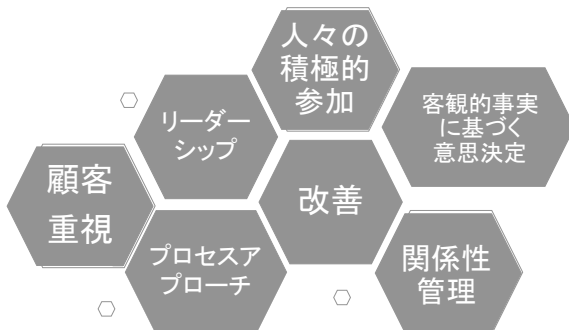 人々の
積極的
参加
リーダー
シップ
客観的事実
に基づく
意思決定
顧客
重視
改善
プロセスア
プローチ
関係性
管理